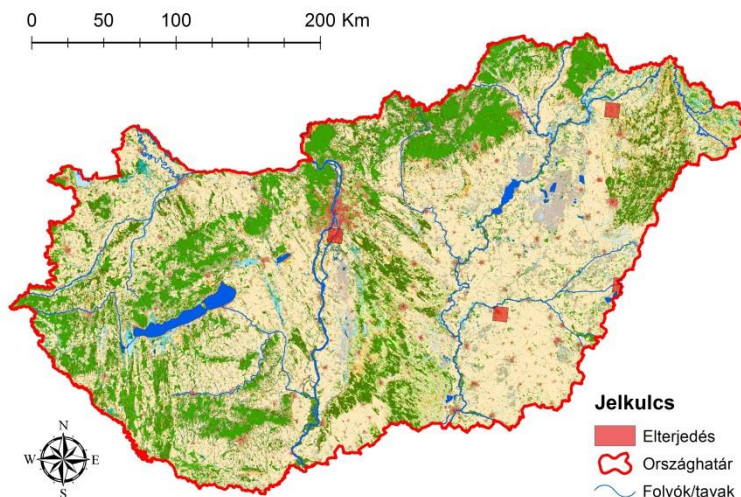 0 50 100 200 Km
N
W E
S
Jelkulcs
Elterjedés
Országhatár
Folyók/tavak